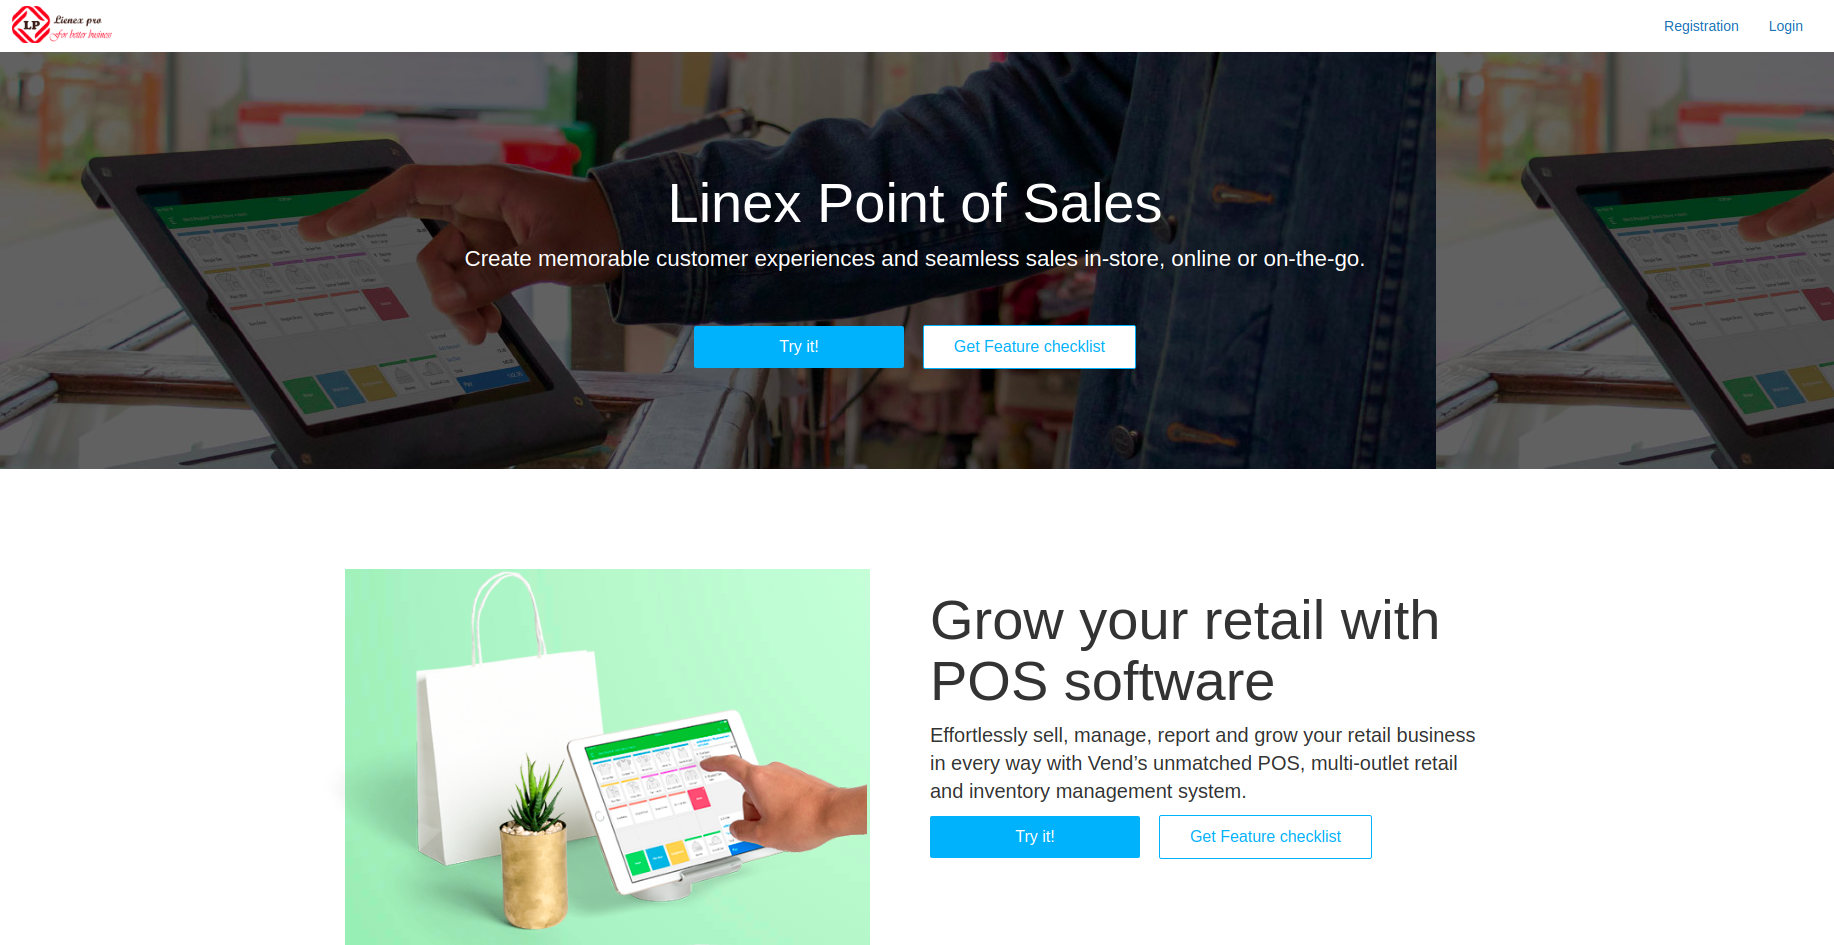 LP
Lienex pro
For better business
Registration
Login
Linex Point of Sales
Create memorable customer experiences and seamless sales in-store, online or on-the-go.
Try it!
Get Feature checklist
Grow your retail with
POS software
Effortlessly sell, manage, report and grow your retail business
in every way with Vend’s unmatched POS, multi-outlet retail
and inventory management system.
Try it!
Get Feature checklist